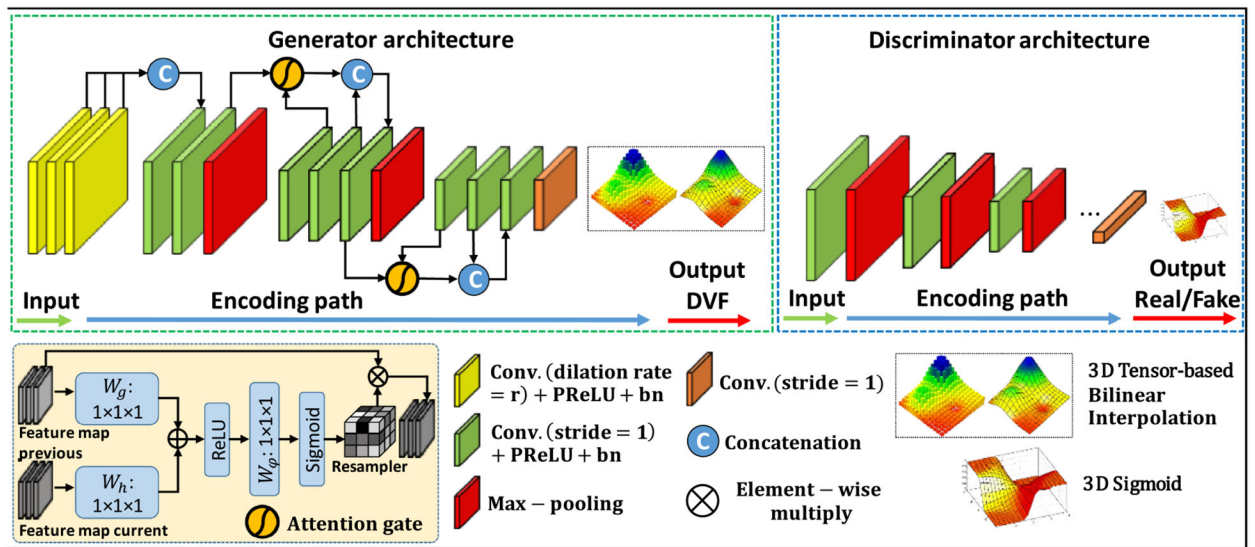 Generator architecture
C
C
C
Input
Encoding path
Output
DVF
Discriminator architecture
...
Input
Encoding path
Output
Real/Fake
W_g:
1×1×1
Feature map
previous
W_h:
1×1×1
Feature map current
ReLU
W_φ: 1×1×1
Sigmoid
Resampler
Attention gate
Conv. (dilation rate
= r) + PReLU + bn
Conv. (stride = 1)
+ PReLU + bn
Max – pooling
Conv. (stride = 1)
C
Concatenation
Element – wise
multiply
3D Tensor-based
Bilinear
Interpolation
3D Sigmoid